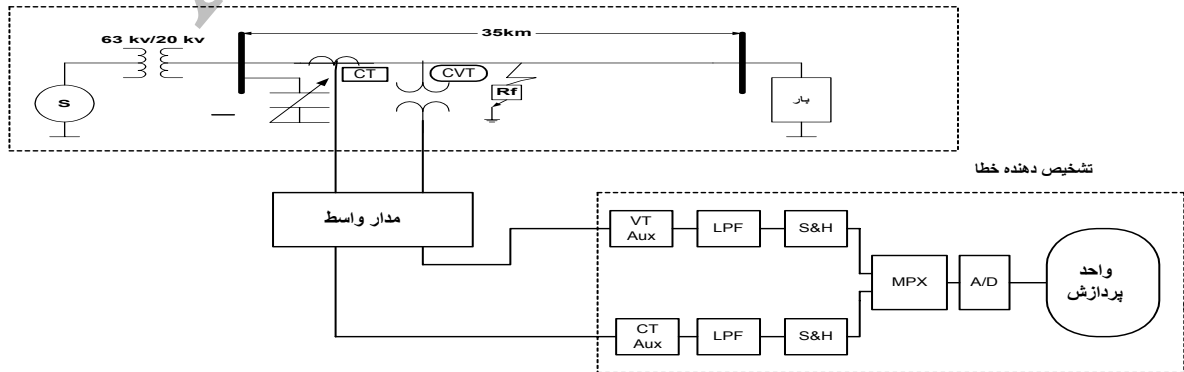 63 kv/20 kv
35km
CT
CVT
S
Rf
بار
تشخیص دهنده خطا
مدار واسط
VT
Aux
LPF
S&H
MPX
A/D
واحد
پردازش
CT
Aux
LPF
S&H